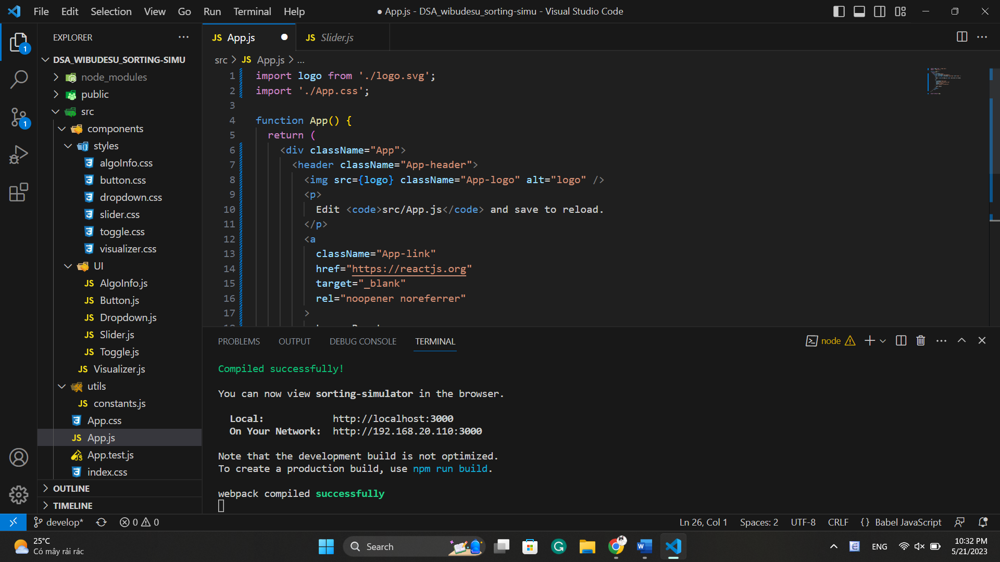 File Edit Selection View Go Run Terminal Help
● App.js - DSA_wibudesu_sorting-simu - Visual Studio Code
EXPLORER
1
1
DSA_WIBUDESU_SORTING-SIMU
node_modules
public
src
components
styles
algoInfo.css
button.css
dropdown.css
slider.css
toggle.css
visualizer.css
UI
JS AlgoInfo.js
JS Button.js
JS Dropdown.js
JS Slider.js
JS Toggle.js
JS Visualizer.js
utils
JS constants.js
App.css
JS App.js
App.test.js
index.css
OUTLINE
TIMELINE
JS App.js
JS Slider.js
src > JS App.js > ...
1 import logo from './logo.svg';
2 import './App.css';
3
4 function App() {
5 return (
6 <div className="App">
7 <header className="App-header">
8 <img src={logo} className="App-logo" alt="logo" />
9 <p>
10 Edit <code>src/App.js</code> and save to reload.
11 </p>
12 <a
13 className="App-link"
14 href="https://reactjs.org"
15 target="_blank"
16 rel="noopener noreferrer"
17 >
PROBLEMS OUTPUT DEBUG CONSOLE TERMINAL
node
Compiled successfully!
You can now view sorting-simulator in the browser.
Local: http://localhost:3000
On Your Network: http://192.168.20.110:3000
Note that the development build is not optimized.
To create a production build, use npm run build.
webpack compiled successfully
develop* 0 0
Ln 26, Col 1 Spaces: 2 UTF-8 CRLF {} Babel JavaScript
25°C
Có mây rải rác
Search
ENG
10:32 PM
5/21/2023